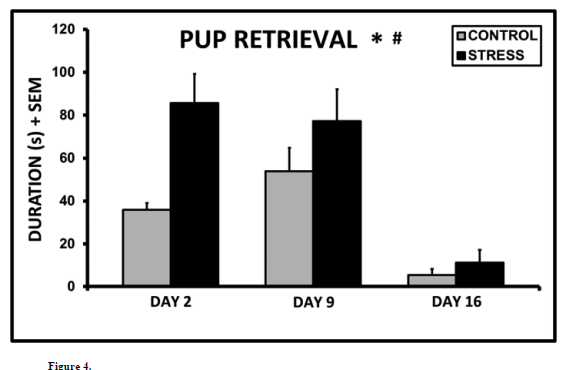 PUP RETRIEVAL * #
CONTROL
STRESS
120
100
80
60
40
20
0
DURATION (s) + SEM
DAY 2 DAY 9 DAY 16
Figure 4.